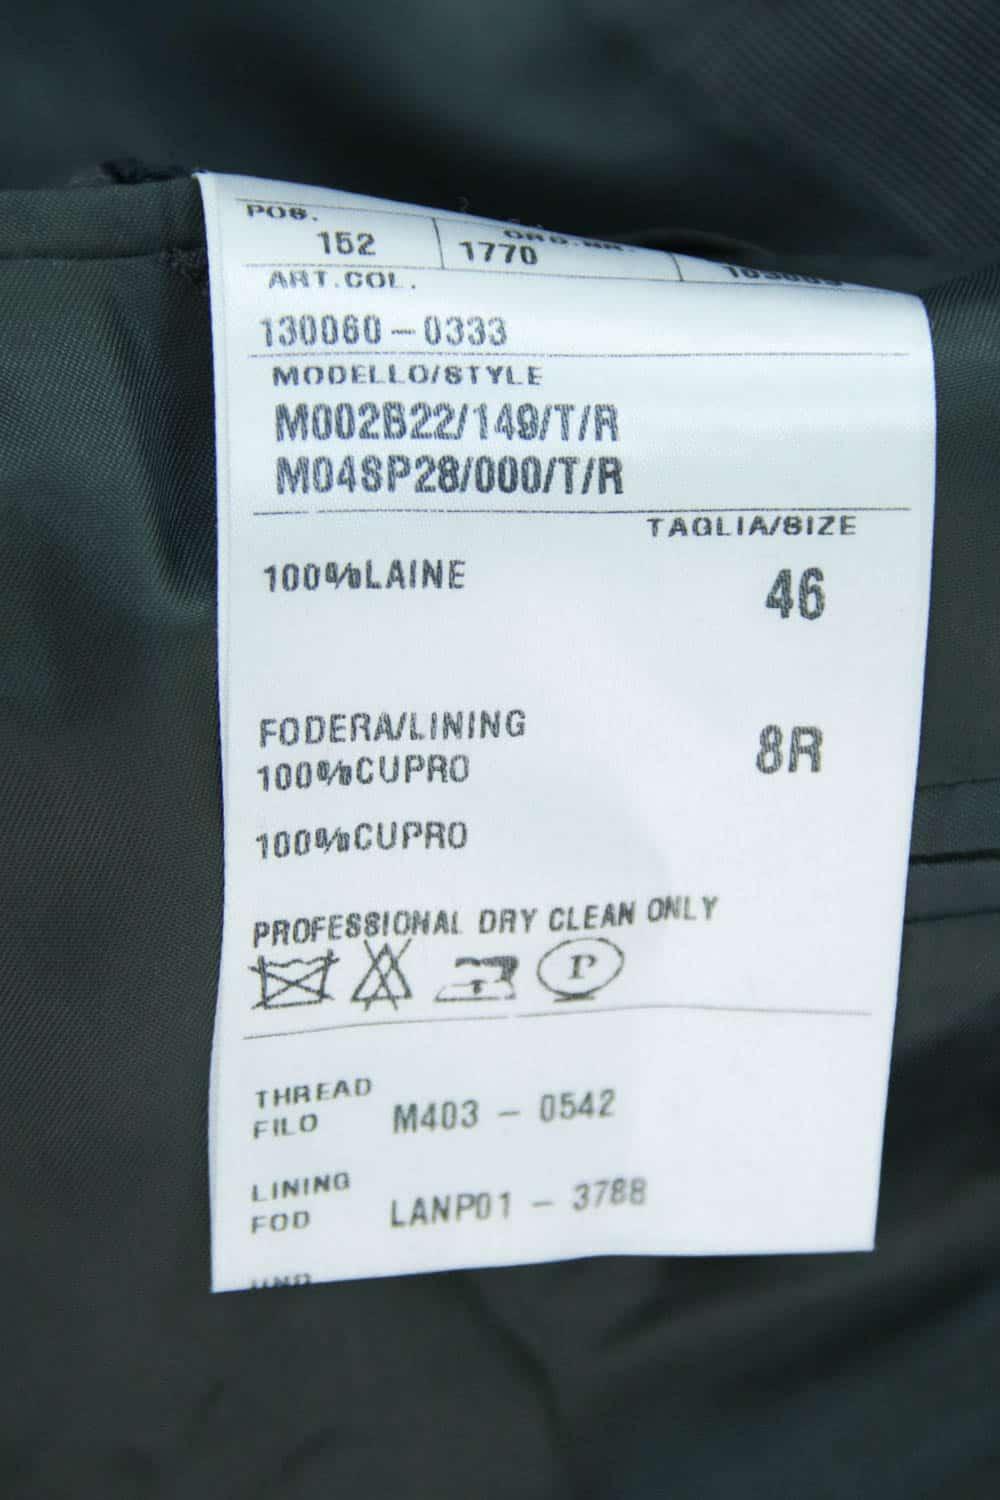 POS.
152 1770
ART.COL.
130060-0333
MODELLO/STYLE
M002B22/149/T/R
M048P28/000/T/R
TAGLIA/SIZE
100%LAINE 46
FODERA/LINING
100%CUPRO 8R
100%CUPRO
PROFESSIONAL DRY CLEAN ONLY
P
THREAD
FILO M403 - 0542
LINING
FOD LANP01 - 3788